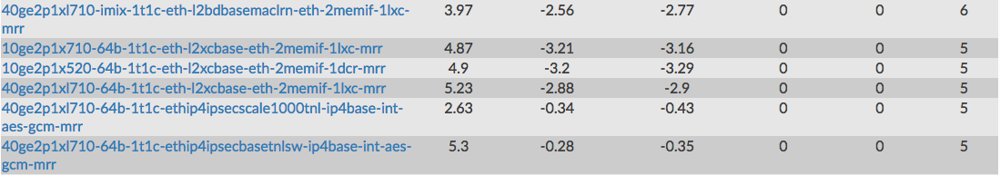 40ge2p1xl710-imix-1t1c-eth-l2bdbasemaclrn-eth-2memif-1lxc- 3.97 -2.56 -2.77 0 0 6
mrr
10ge2p1x710-64b-1t1c-eth-l2xcbase-eth-2memif-1lxc-mrr 4.87 -3.21 -3.16 0 0 5
10ge2p1x520-64b-1t1c-eth-l2xcbase-eth-2memif-1dcr-mrr 4.9 -3.2 -3.29 0 0 5
40ge2p1xl710-64b-1t1c-eth-l2xcbase-eth-2memif-1lxc-mrr 5.23 -2.88 -2.9 0 0 5
40ge2p1xl710-64b-1t1c-ethip4ipsecscale1000tnl-ip4base-int- 2.63 -0.34 -0.43 0 0 5
aes-gcm-mrr
40ge2p1xl710-64b-1t1c-ethip4ipsecbasetnlsw-ip4base-int-aes- 5.3 -0.28 -0.35 0 0 5
gcm-mrr